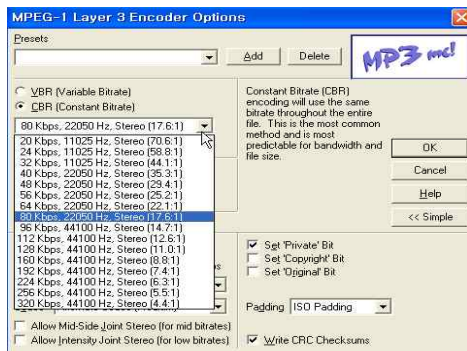 MPEG-1 Layer 3 Encoder Options
Presets
Add
Delete
MP3 me!
VBR (Variable Bitrate)
CBR (Constant Bitrate)
80 Kbps, 22050 Hz, Stereo (17.6:1)
20 Kbps, 11025 Hz, Stereo (70.6:1)
24 Kbps, 11025 Hz, Stereo (58.8:1)
32 Kbps, 11025 Hz, Stereo (44.1:1)
40 Kbps, 22050 Hz, Stereo (35.3:1)
48 Kbps, 22050 Hz, Stereo (29.4:1)
56 Kbps, 22050 Hz, Stereo (25.2:1)
64 Kbps, 22050 Hz, Stereo (22.1:1)
80 Kbps, 22050 Hz, Stereo (17.6:1)
96 Kbps, 44100 Hz, Stereo (14.7:1)
112 Kbps, 44100 Hz, Stereo (12.6:1)
128 Kbps, 44100 Hz, Stereo (11.0:1)
160 Kbps, 44100 Hz, Stereo (8.8:1)
192 Kbps, 44100 Hz, Stereo (7.4:1)
224 Kbps, 44100 Hz, Stereo (6.3:1)
256 Kbps, 44100 Hz, Stereo (5.5:1)
320 Kbps, 44100 Hz, Stereo (4.4:1)
Constant Bitrate (CBR)
encoding will use the same
bitrate throughout the entire
file. This is the most common
method and is most
predictable for bandwidth and
file size.
OK
Cancel
Help
<< Simple
Set 'Private' Bit
Set 'Copyright' Bit
Set 'Original' Bit
Padding
ISO Padding
Allow Mid-Side Joint Stereo (for mid bitrates)
Allow Intensity Joint Stereo (for low bitrates)
Write CRC Checksums